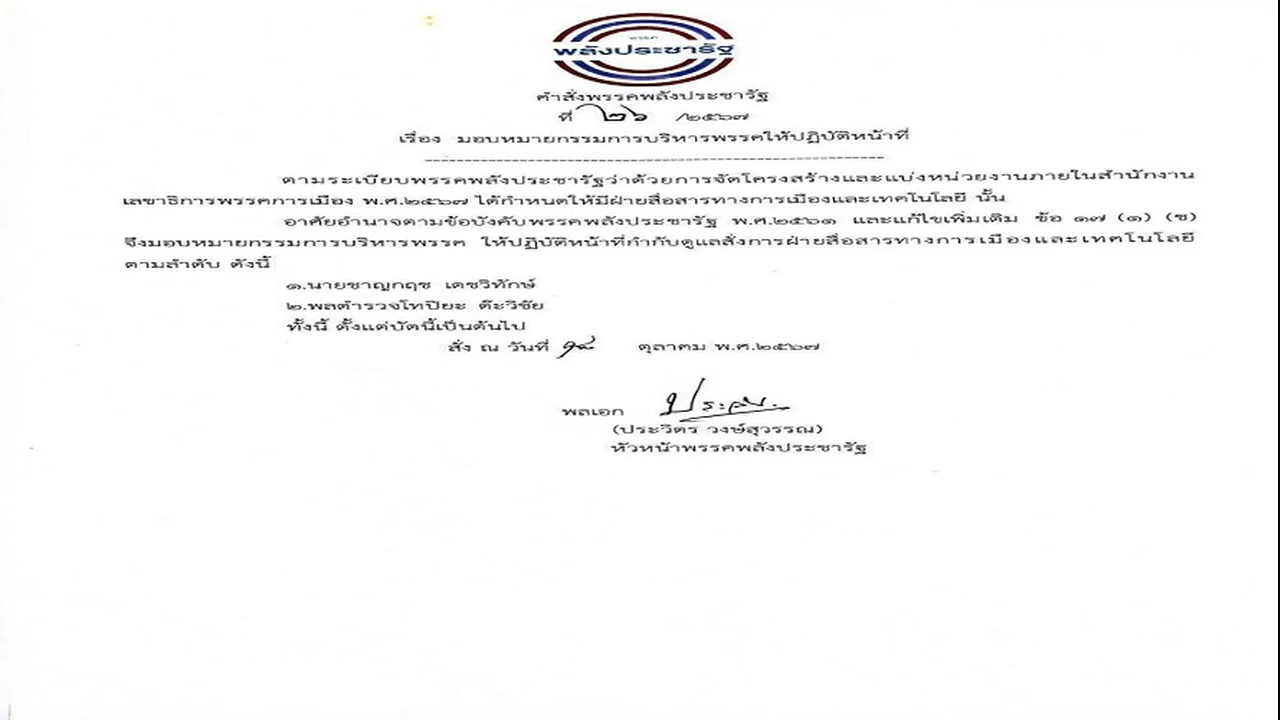 พรรค
พลังประชารัฐ
คำสั่งพรรคพลังประชารัฐ
ที่ ๒๖ /๒๕๖๗
เรื่อง มอบหมายกรรมการบริหารพรรคให้ปฏิบัติหน้าที่
ตามระเบียบพรรคพลังประชารัฐว่าด้วยการจัดโครงสร้างและแบ่งหน่วยงานภายในสำนักงาน
เลขาธิการพรรคการเมือง พ.ศ.๒๕๖๗ ได้กำหนดให้มีฝ่ายสื่อสารทางการเมืองและเทคโนโลยี นั้น
อาศัยอำนาจตามข้อบังคับพรรคพลังประชารัฐ พ.ศ.๒๕๖๑ และแก้ไขเพิ่มเติม ข้อ ๑๗ (๑) (ซ)
จึงมอบหมายกรรมการบริหารพรรค ให้ปฏิบัติหน้าที่กำกับดูแลสั่งการฝ่ายสื่อสารทางการเมืองและเทคโนโลยี
ตามลำดับ ดังนี้
๑.นายชาญกฤช เดชวิทักษ์
๒.พลตำรวจโทปิยะ ต๊ะวิชัย
ทั้งนี้ ตั้งแต่บัดนี้เป็นต้นไป
สั่ง ณ วันที่ ๑๘ ตุลาคม พ.ศ.๒๕๖๗
พลเอก
(ประวิตร วงษ์สุวรรณ)
หัวหน้าพรรคพลังประชารัฐ